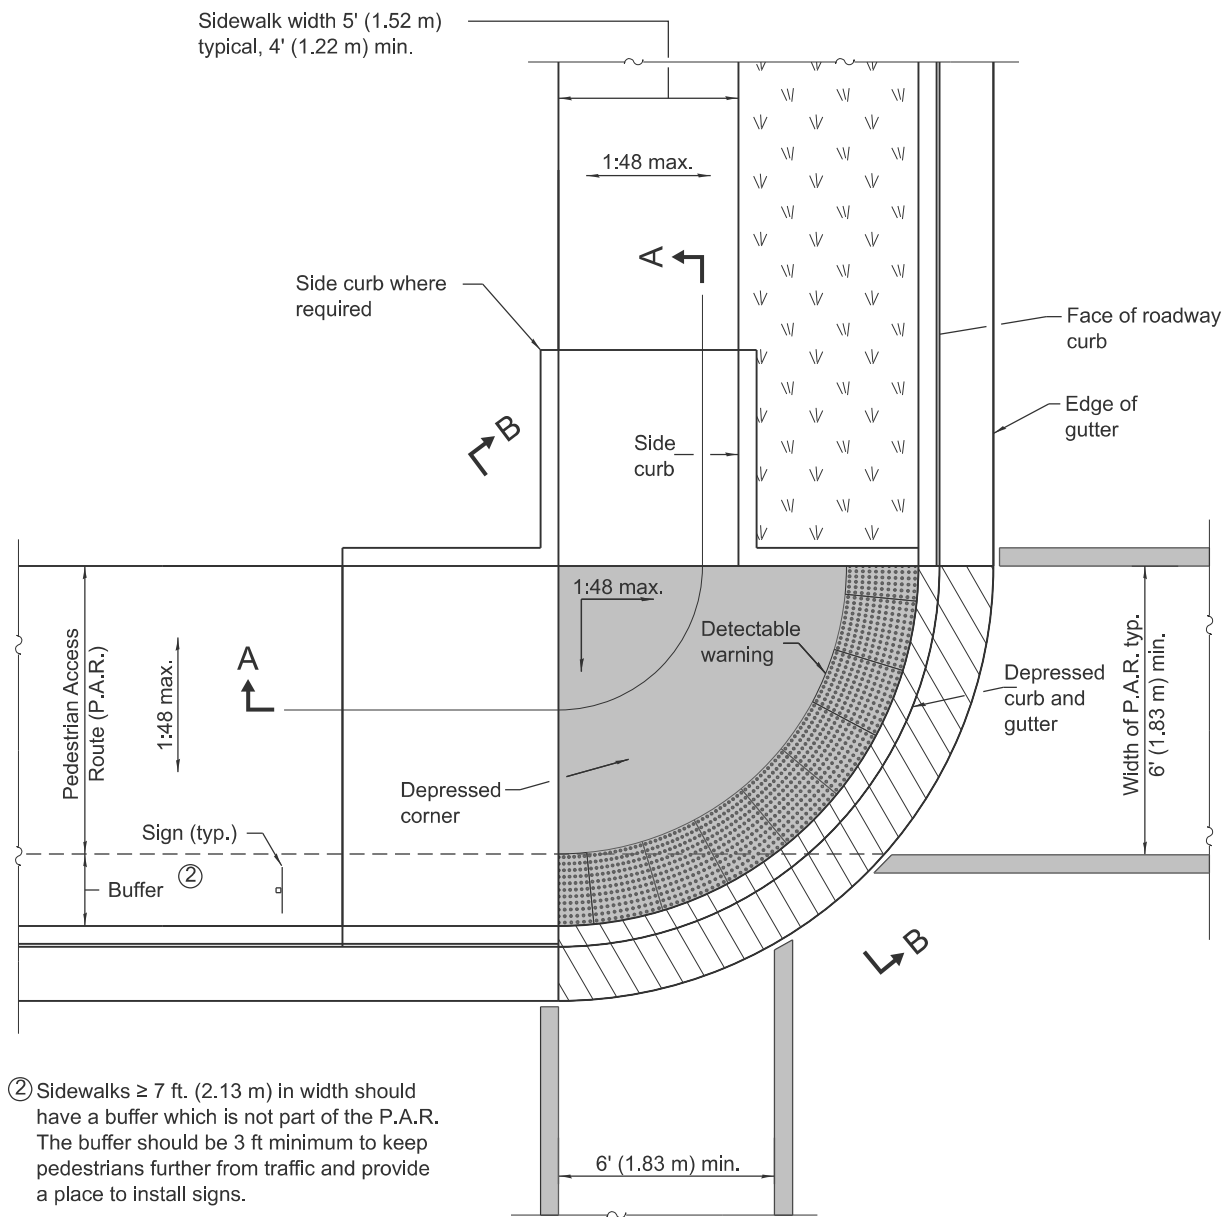 Sidewalk width 5' (1.52 m)
typical, 4' (1.22 m) min.
1:48 max.
A
Side curb where
required
Face of roadway
curb
Edge of
gutter
B
Side
curb
1:48 max.
Detectable
warning
Pedestrian Access
Route (P.A.R.)
1:48 max.
A
Depressed
curb and
gutter
Width of P.A.R. typ.
6' (1.83 m) min.
Depressed
corner
Sign (typ.)
Buffer
2
B
6' (1.83 m) min.
2 Sidewalks ≥ 7 ft. (2.13 m) in width should
have a buffer which is not part of the P.A.R.
The buffer should be 3 ft minimum to keep
pedestrians further from traffic and provide
a place to install signs.